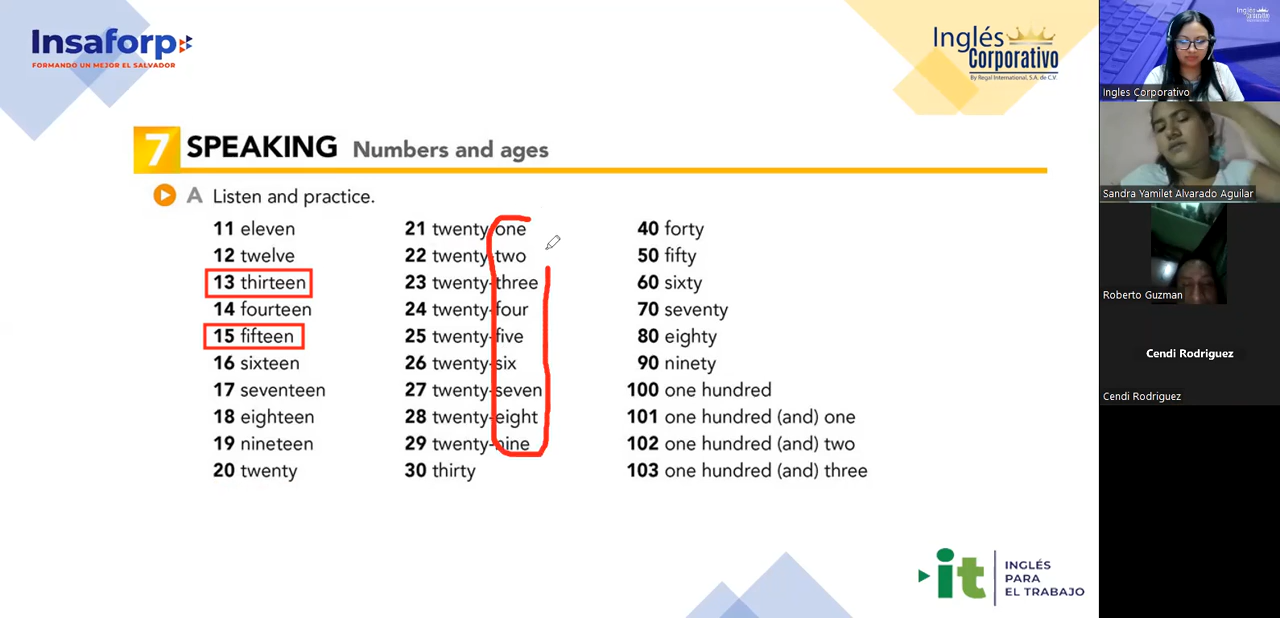 Insaforp
FORMANDO UN MEJOR EL SALVADOR
Inglés
Corporativo
By Regal International, S.A. de C.V.
7 SPEAKING Numbers and ages
A Listen and practice.
11 eleven
12 twelve
13 thirteen
14 fourteen
15 fifteen
16 sixteen
17 seventeen
18 eighteen
19 nineteen
20 twenty
21 twenty-one
22 twenty-two
23 twenty-three
24 twenty-four
25 twenty-five
26 twenty-six
27 twenty-seven
28 twenty-eight
29 twenty-nine
30 thirty
40 forty
50 fifty
60 sixty
70 seventy
80 eighty
90 ninety
100 one hundred
101 one hundred (and) one
102 one hundred (and) two
103 one hundred (and) three
it
INGLÉS
PARA
EL TRABAJO
Inglés
Ingles Corporativo
Sandra Yamilet Alvarado Aguilar
Roberto Guzman
Cendi Rodriguez
Cendi Rodriguez